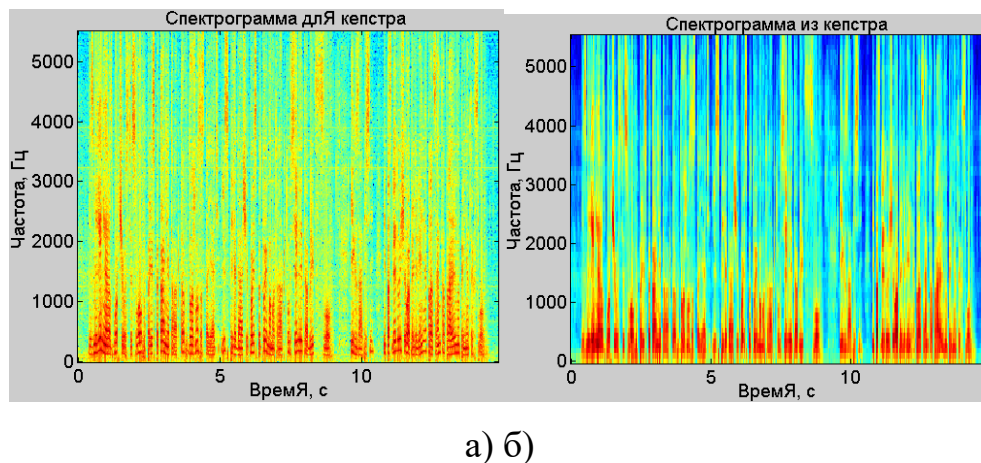 Спектрограмма длЯ кепстра
5000
4000
3000
2000
1000
0
Частота, Гц
0 5 10
ВремЯ, с
Спектрограмма из кепстра
5000
4000
3000
2000
1000
0
Частота, Гц
0 5 10
ВремЯ, с
а) б)